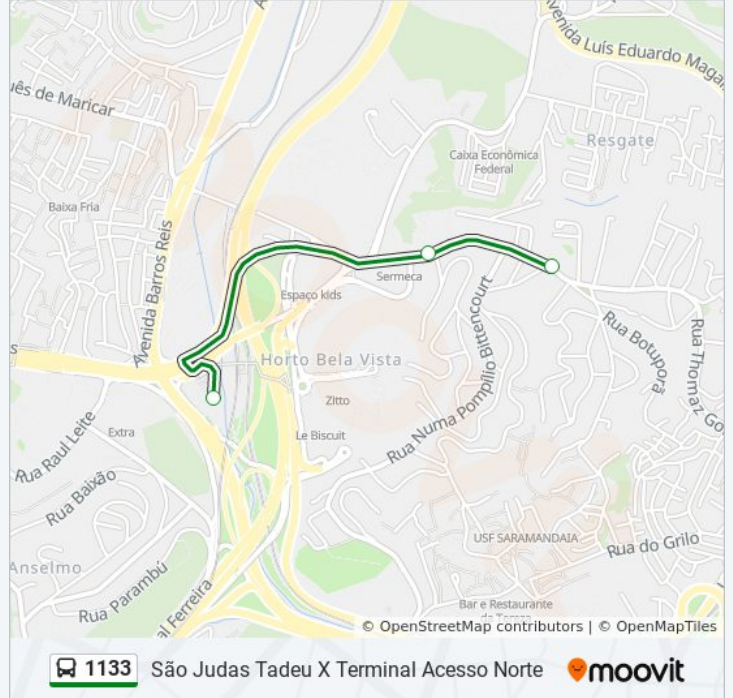 Avenida Luís Eduardo Maga
uês de Maricar
Resgate
Caixa Econômica
Federal
Baixa Fria
Avenida Barros Reis
Sermeca
Espaço kids
Rua Numa Pompílio Bittencourt
Rua Botuporã
Rua Thomaz Go
Horto Bela Vista
Zitto
Le Biscuit
Extra
Rua Raul Leite
Rua Baixão
USF SARAMANDAIA
Rua do Grilo
Anselmo
Rua Parambú
al Ferreira
Bar e Restaurante
© OpenStreetMap contributors | © OpenMapTiles
1133 São Judas Tadeu X Terminal Acesso Norte moovit